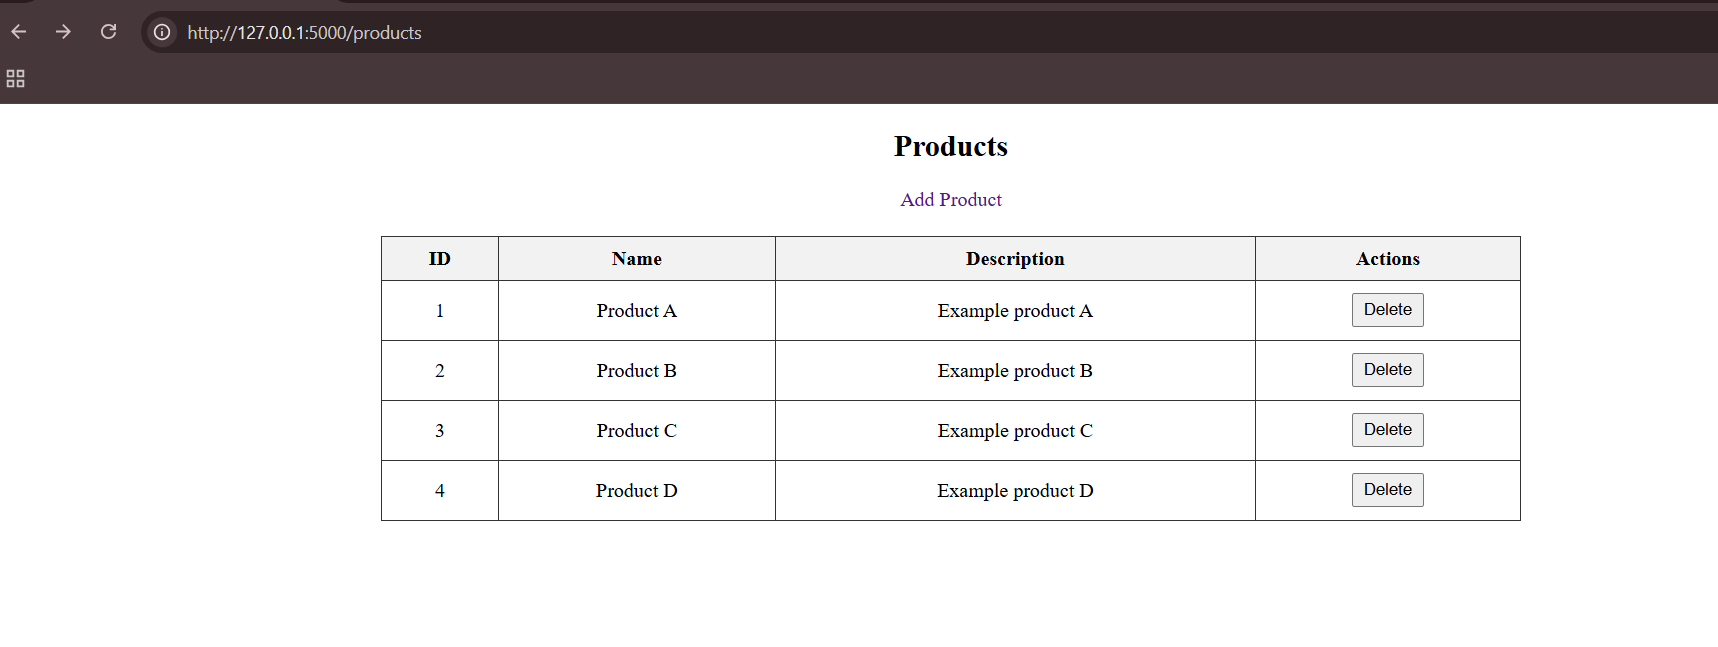 http://127.0.0.1:5000/products
Products
Add Product
ID Name Description Actions
1 Product A Example product A Delete
2 Product B Example product B Delete
3 Product C Example product C Delete
4 Product D Example product D Delete